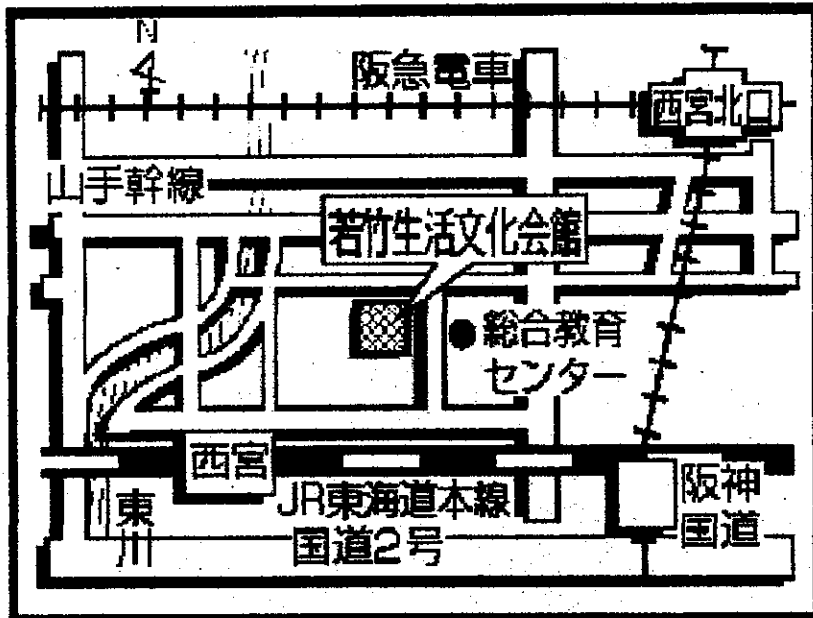 N
阪急電車
西宮北口
山手幹線
若竹生活文化会館
総合教育
センター
西宮
JR東海道本線
阪神
国道
東川
国道2号